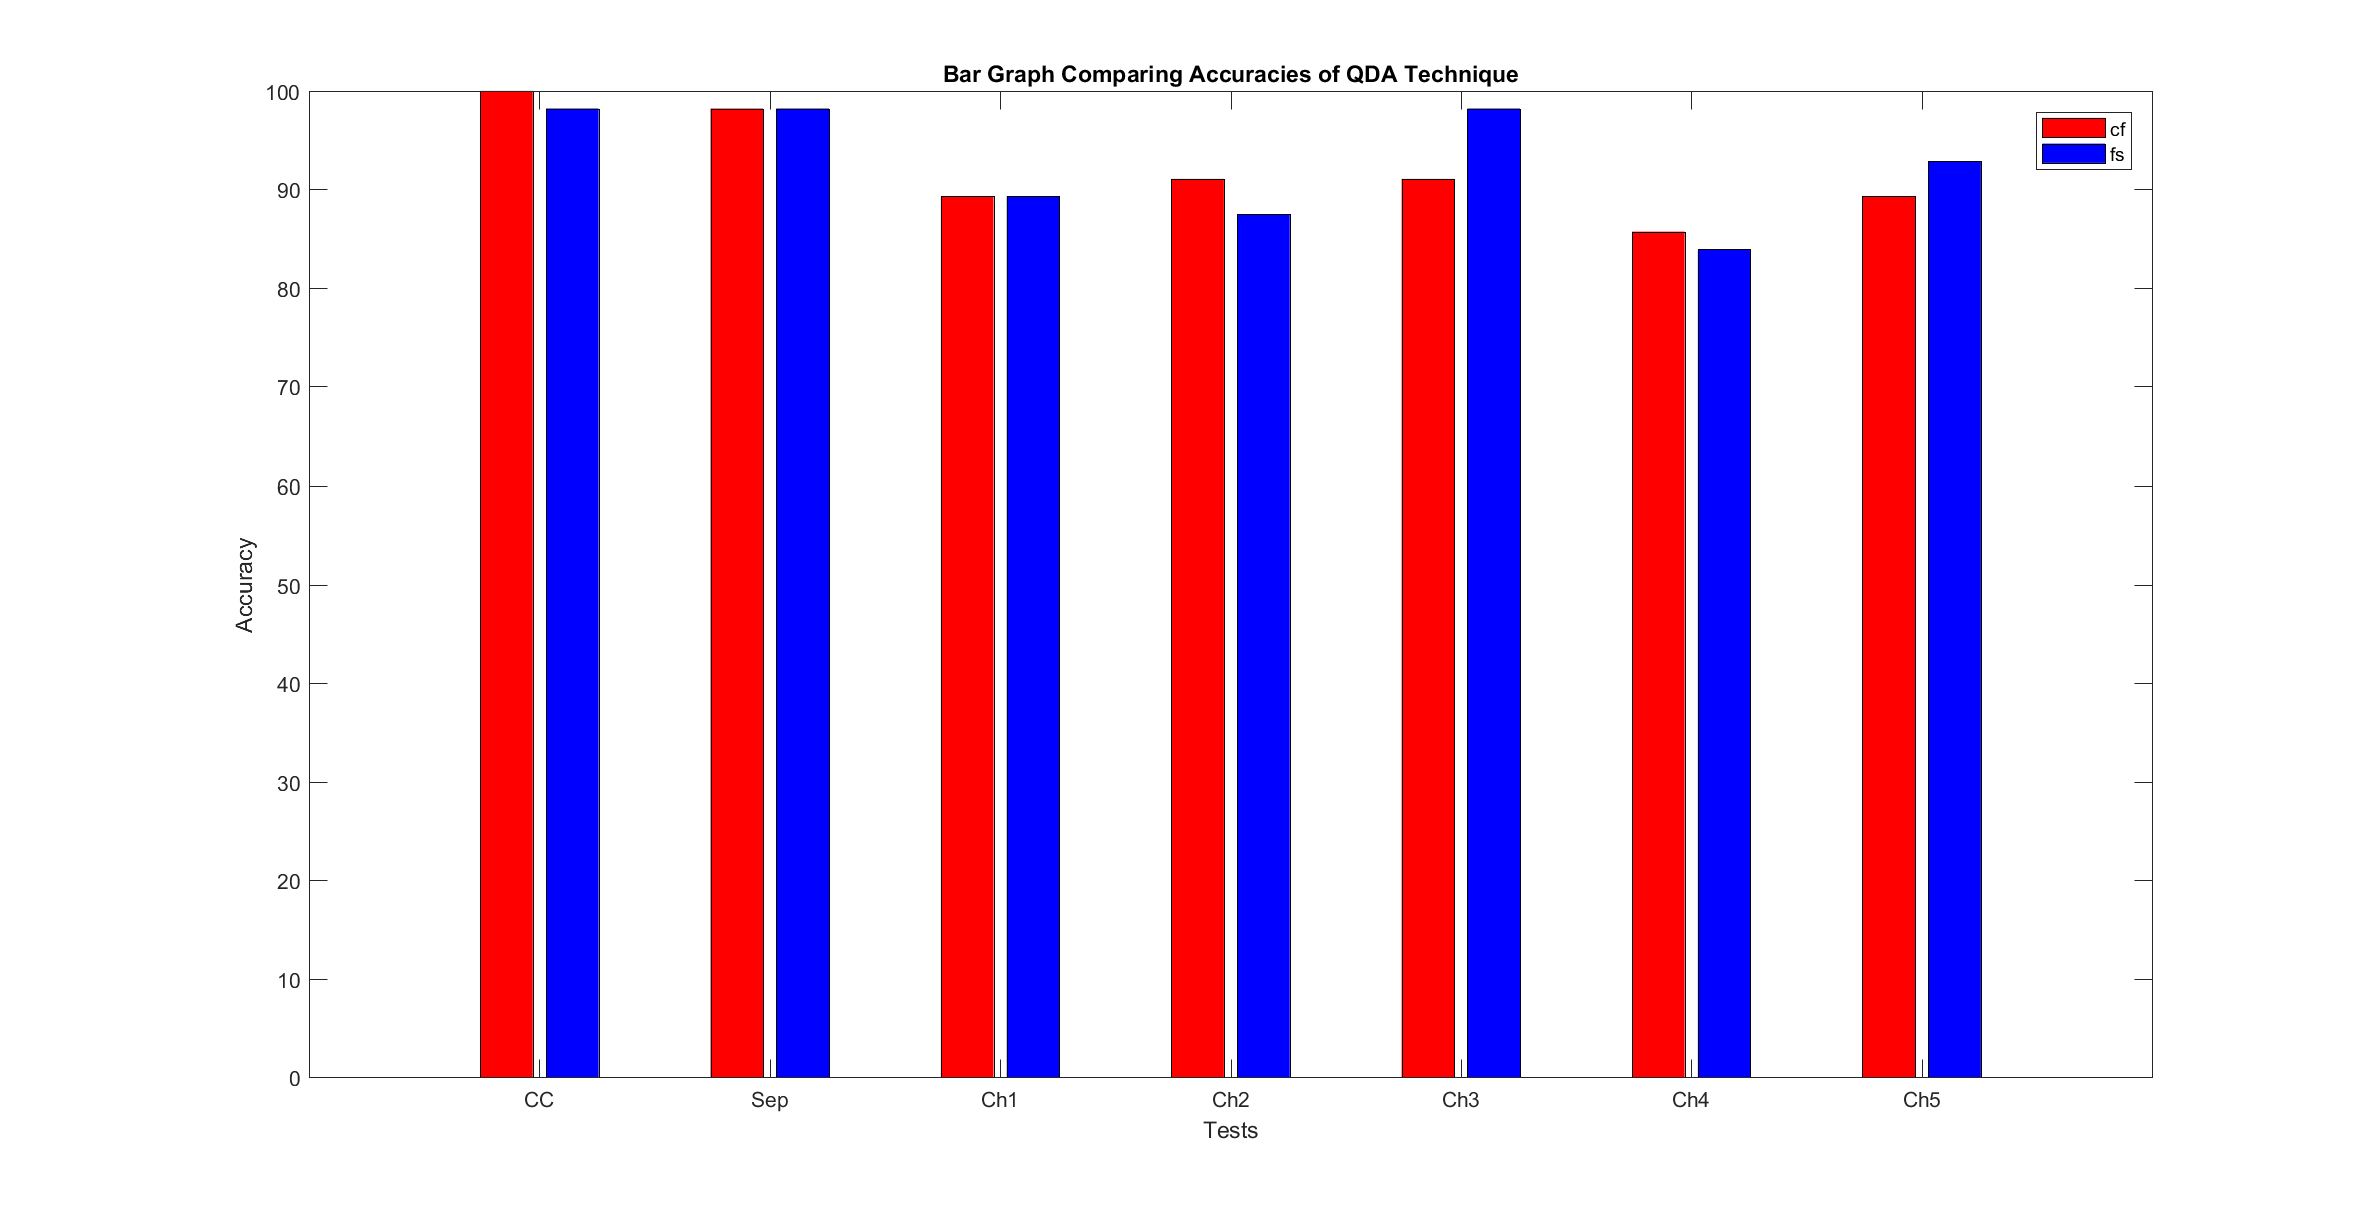 Bar Graph Comparing Accuracies of QDA Technique
100
90
80
70
60
50
40
30
20
10
0
Accuracy
cf
fs
CC Sep Ch1 Ch2 Ch3 Ch4 Ch5
Tests